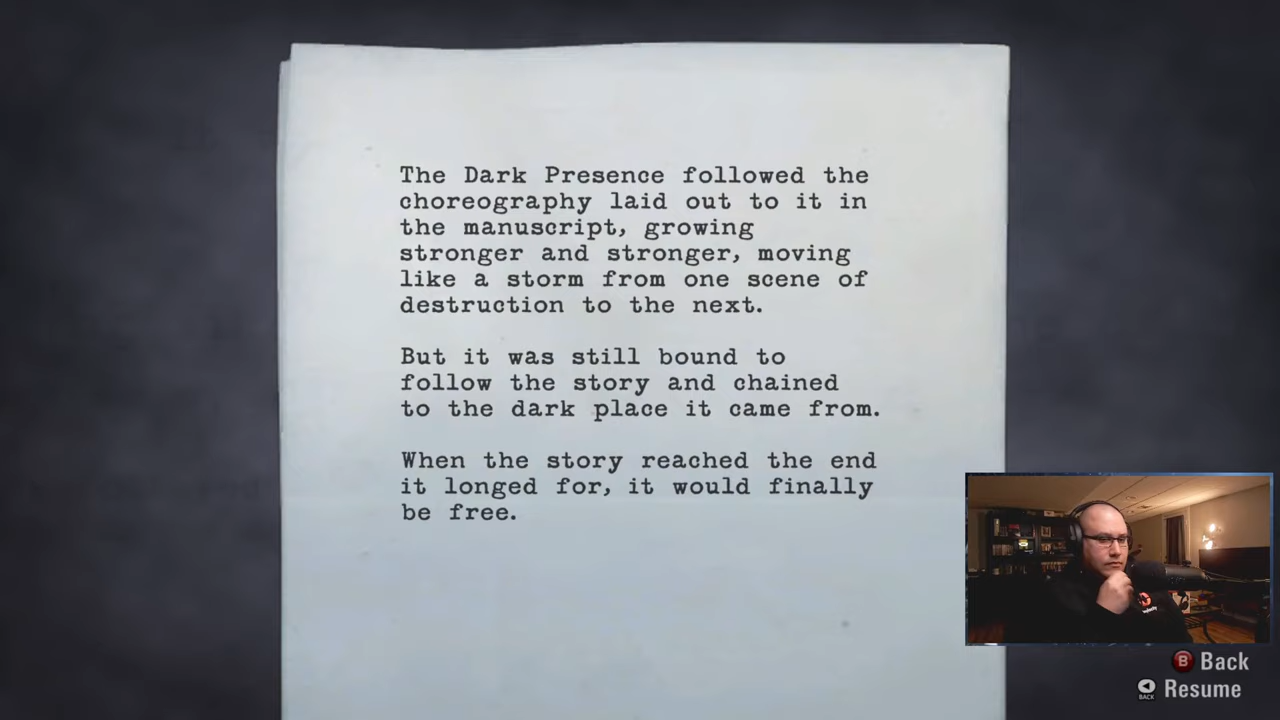 The Dark Presence followed the
choreography laid out to it in
the manuscript, growing
stronger and stronger, moving
like a storm from one scene of
destruction to the next.
But it was still bound to
follow the story and chained
to the dark place it came from.
When the story reached the end
it longed for, it would finally
be free.
B Back
BACK Resume